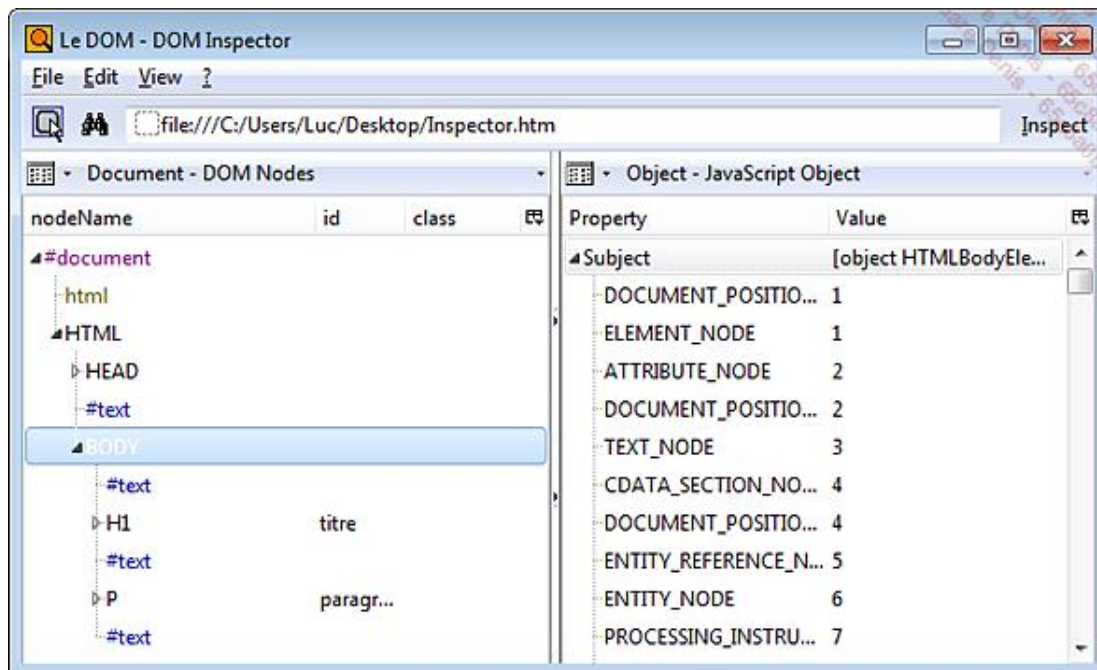 Le DOM - DOM Inspector
File Edit View ?
file:///C:/Users/Luc/Desktop/Inspector.htm Inspect
Document - DOM Nodes
nodeName id class
#document
html
HTML
HEAD
#text
BODY
#text
H1 titre
#text
P paragr...
#text
Object - JavaScript Object
Property Value
Subject [object HTMLBodyEle...
DOCUMENT_POSITIO... 1
ELEMENT_NODE 1
ATTRIBUTE_NODE 2
DOCUMENT_POSITIO... 2
TEXT_NODE 3
CDATA_SECTION_NO... 4
DOCUMENT_POSITIO... 4
ENTITY_REFERENCE_N... 5
ENTITY_NODE 6
PROCESSING_INSTRU... 7